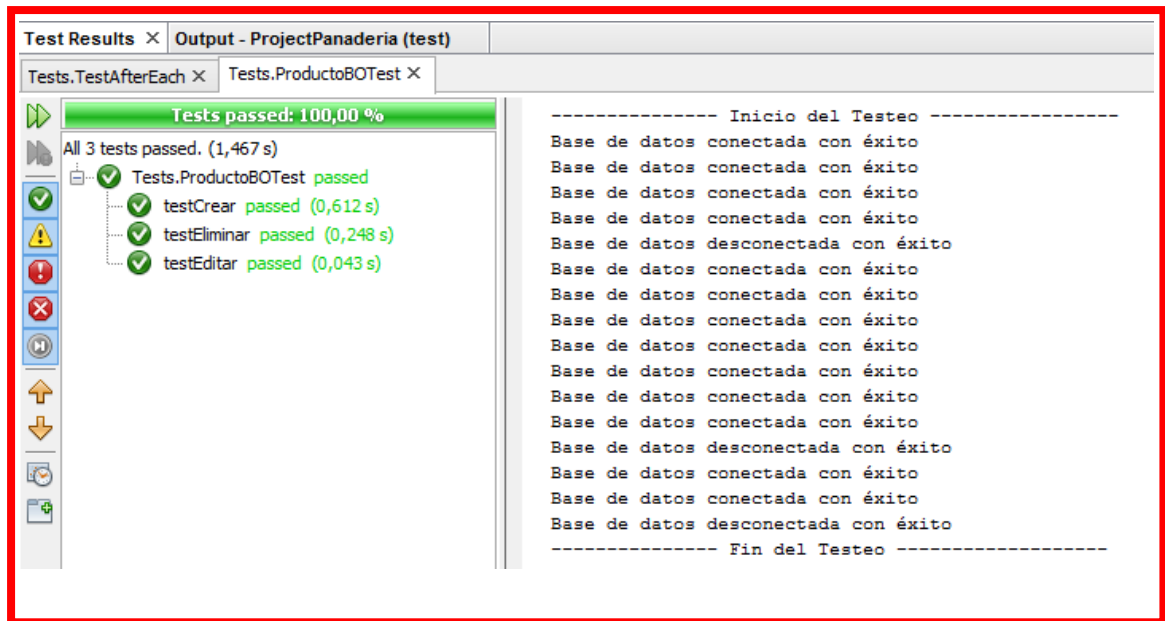 Test Results × Output - ProjectPanaderia (test)
Tests.TestAfterEach × Tests.ProductoBOTest ×
Tests passed: 100,00 %
All 3 tests passed. (1,467 s)
Tests.ProductoBOTest passed
testCrear passed (0,612 s)
testEliminar passed (0,248 s)
testEditar passed (0,043 s)
--------------- Inicio del Testeo -----------------
Base de datos conectada con éxito
Base de datos conectada con éxito
Base de datos conectada con éxito
Base de datos conectada con éxito
Base de datos desconectada con éxito
Base de datos conectada con éxito
Base de datos conectada con éxito
Base de datos conectada con éxito
Base de datos conectada con éxito
Base de datos conectada con éxito
Base de datos conectada con éxito
Base de datos conectada con éxito
Base de datos desconectada con éxito
Base de datos conectada con éxito
Base de datos conectada con éxito
Base de datos desconectada con éxito
--------------- Fin del Testeo -------------------